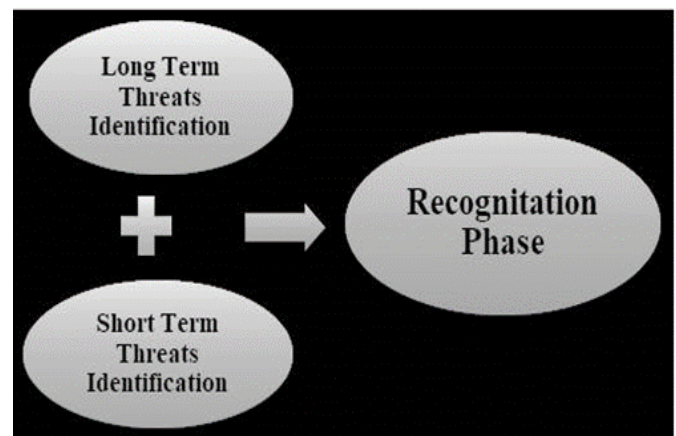 Long Term
Threats
Identification
Recognitation
Phase
Short Term
Threats
Identification